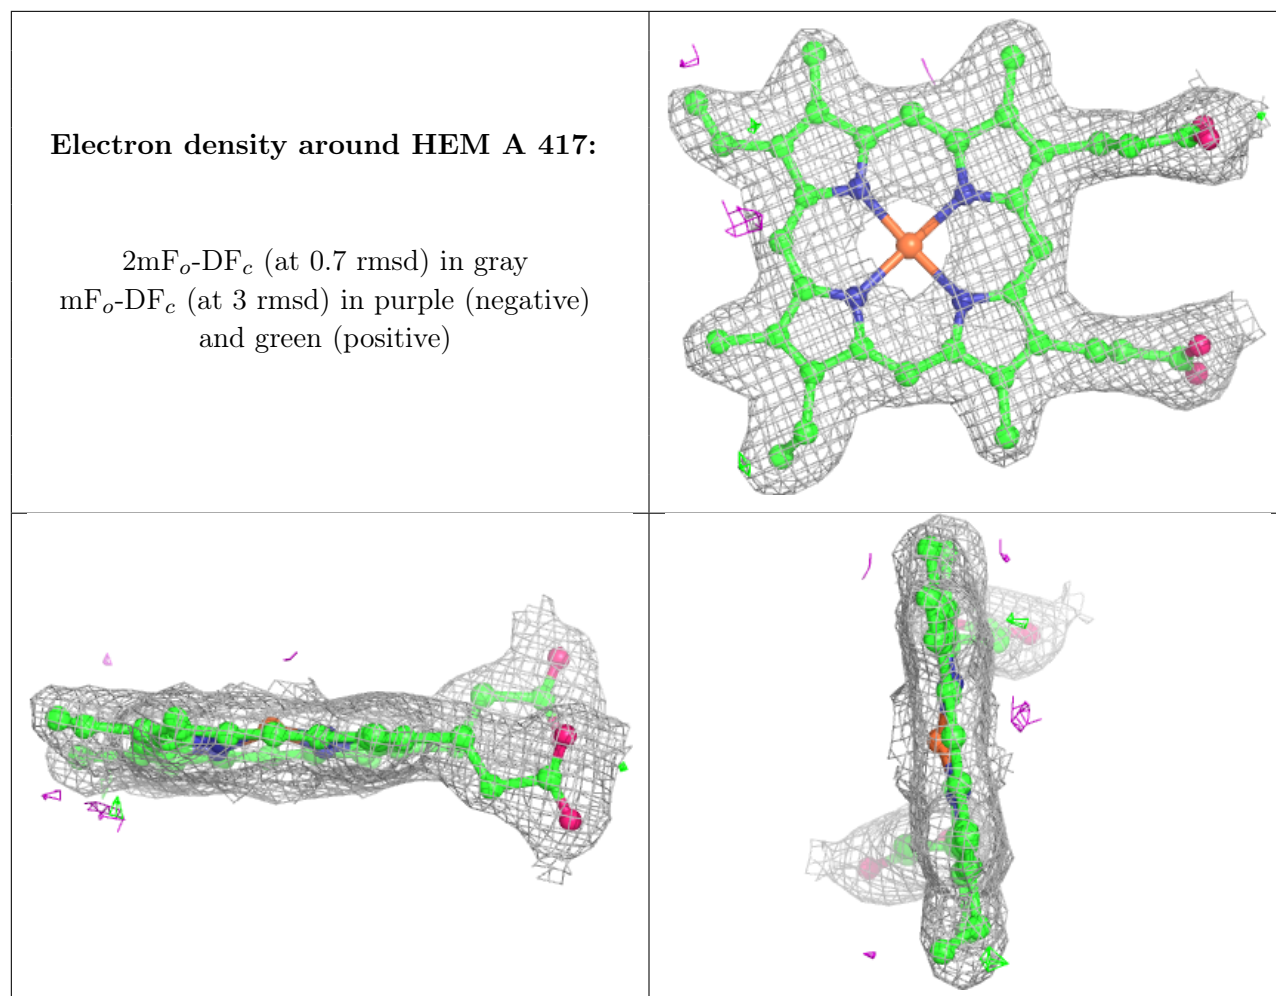 Electron density around HEM A 417:
2mFₒ-DF𝒸 (at 0.7 rmsd) in gray
mFₒ-DF𝒸 (at 3 rmsd) in purple (negative)
and green (positive)